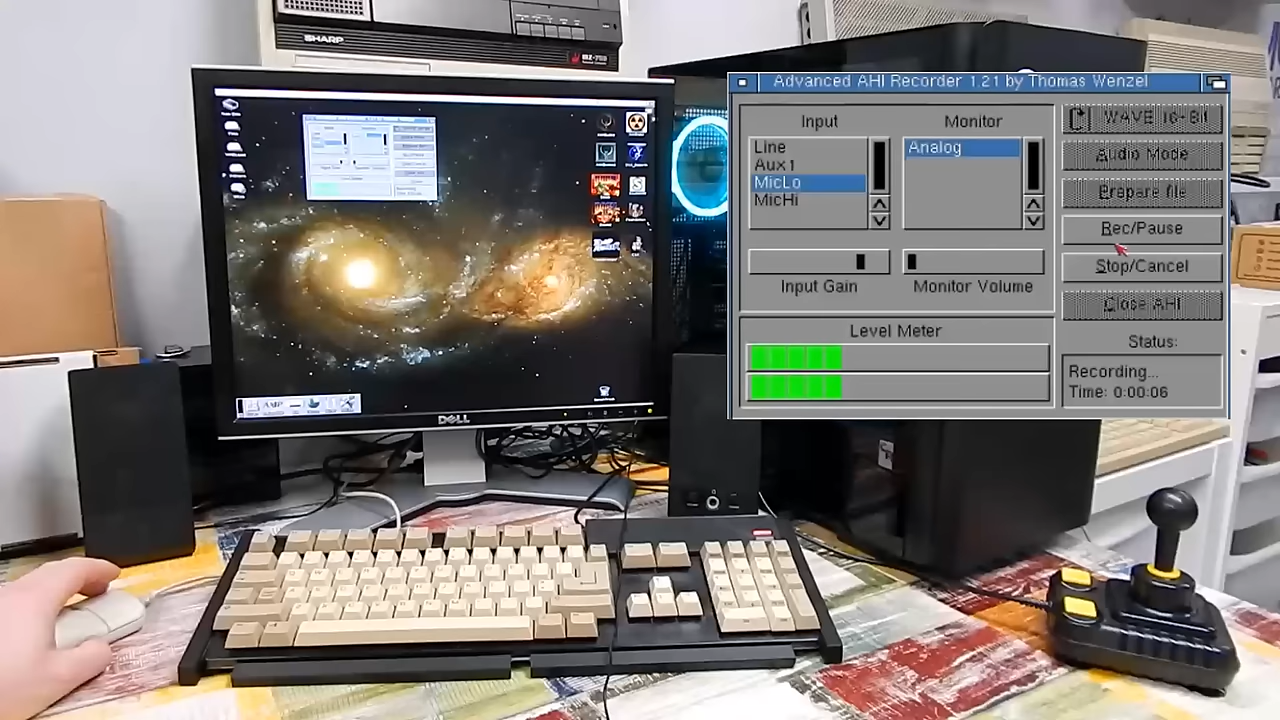 SHARP
MZ-700
DELL
Advanced AHI Recorder 1.21 by Thomas Wenzel
Input
Monitor
Line
Aux1
MicLo
MicHi
Analog
Input Gain
Monitor Volume
Level Meter
WAVE 16-Bit
Audio Mode
Prepare file
Rec/Pause
Stop/Cancel
Close AHI
Status:
Recording...
Time: 0:00:06